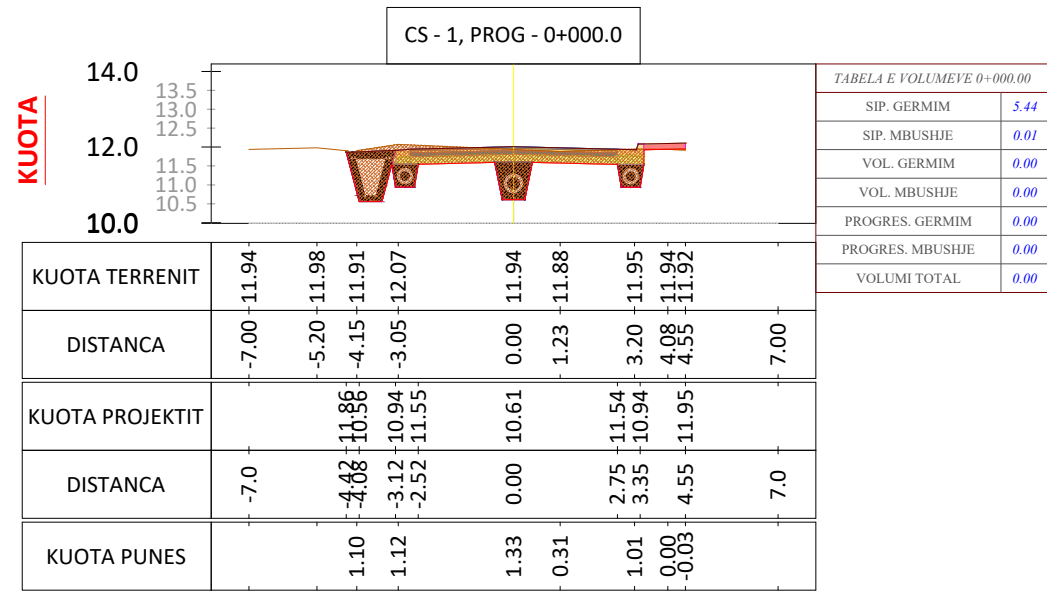 CS - 1, PROG - 0+000.0
KUOTA
14.0
13.5
13.0
12.5
12.0
11.5
11.0
10.5
10.0
TABELA E VOLUMEVE 0+000.00
SIP. GERMIM 5.44
SIP. MBUSHJE 0.01
VOL. GERMIM 0.00
VOL. MBUSHJE 0.00
PROGRES. GERMIM 0.00
PROGRES. MBUSHJE 0.00
VOLUMI TOTAL 0.00
KUOTA TERRENIT 11.94 11.98 11.91 12.07 11.94 11.88 11.95 11.94 11.92
DISTANCA -7.00 -5.20 -4.15 -3.05 0.00 1.23 3.20 4.08 4.55 7.00
KUOTA PROJEKTIT 11.86 10.56 10.94 11.55 10.61 11.54 10.94 11.95
DISTANCA -7.0 -4.42 -4.08 -3.12 -2.52 0.00 2.75 3.35 4.55 7.0
KUOTA PUNES 1.10 1.12 1.33 0.31 1.01 0.00 -0.03